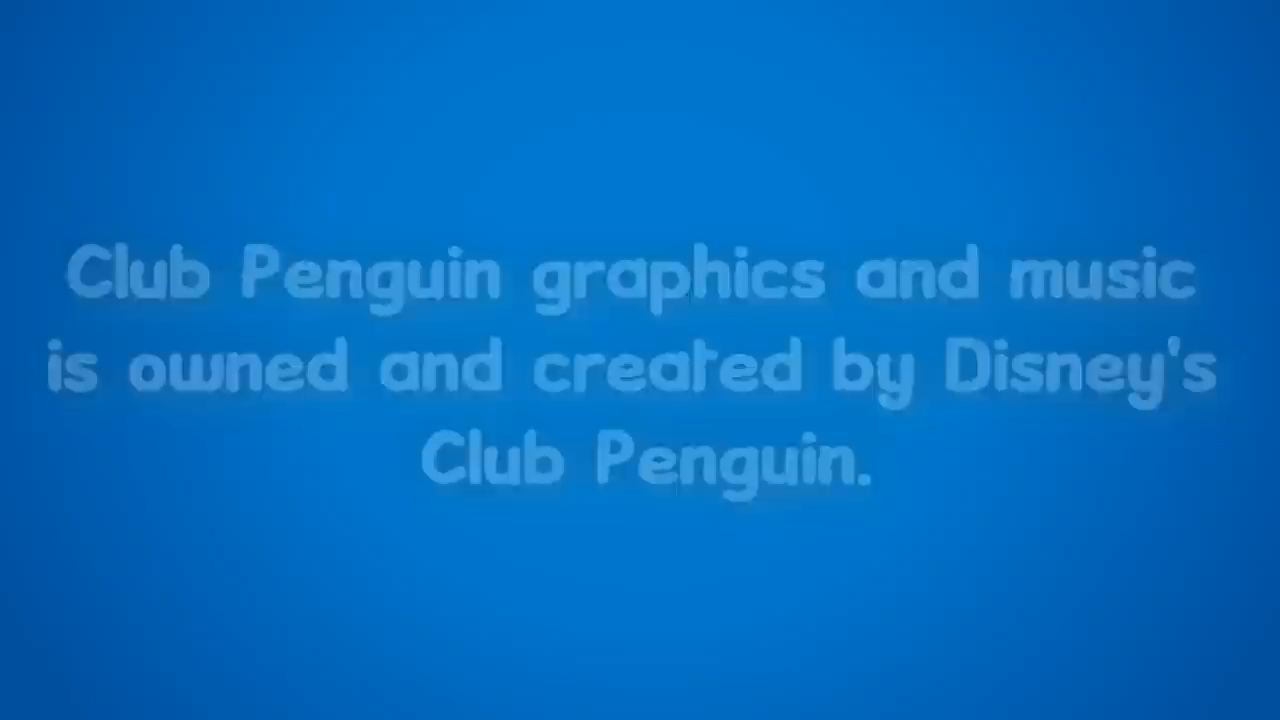 Club Penguin graphics and music
is owned and created by Disney's
Club Penguin.